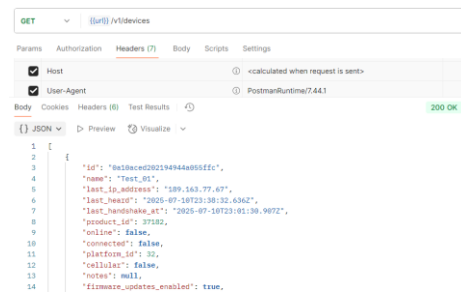 GET {{url}} /v1/devices
Params Authorization Headers (7) Body Scripts Settings
Host <calculated when request is sent>
User-Agent PostmanRuntime/7.44.1
Body Cookies Headers (6) Test Results 200 OK
{} JSON Preview Visualize
1 [
2 {
3 "id": "0e10aced202194944a055ffc",
4 "name": "Test_01",
5 "last_ip_address": "189.163.77.67",
6 "last_heard": "2025-07-10T23:38:32.636Z",
7 "last_handshake_at": "2025-07-10T23:01:30.907Z",
8 "product_id": 37182,
9 "online": false,
10 "connected": false,
11 "platform_id": 32,
12 "cellular": false,
13 "notes": null,
14 "firmware_updates_enabled": true,